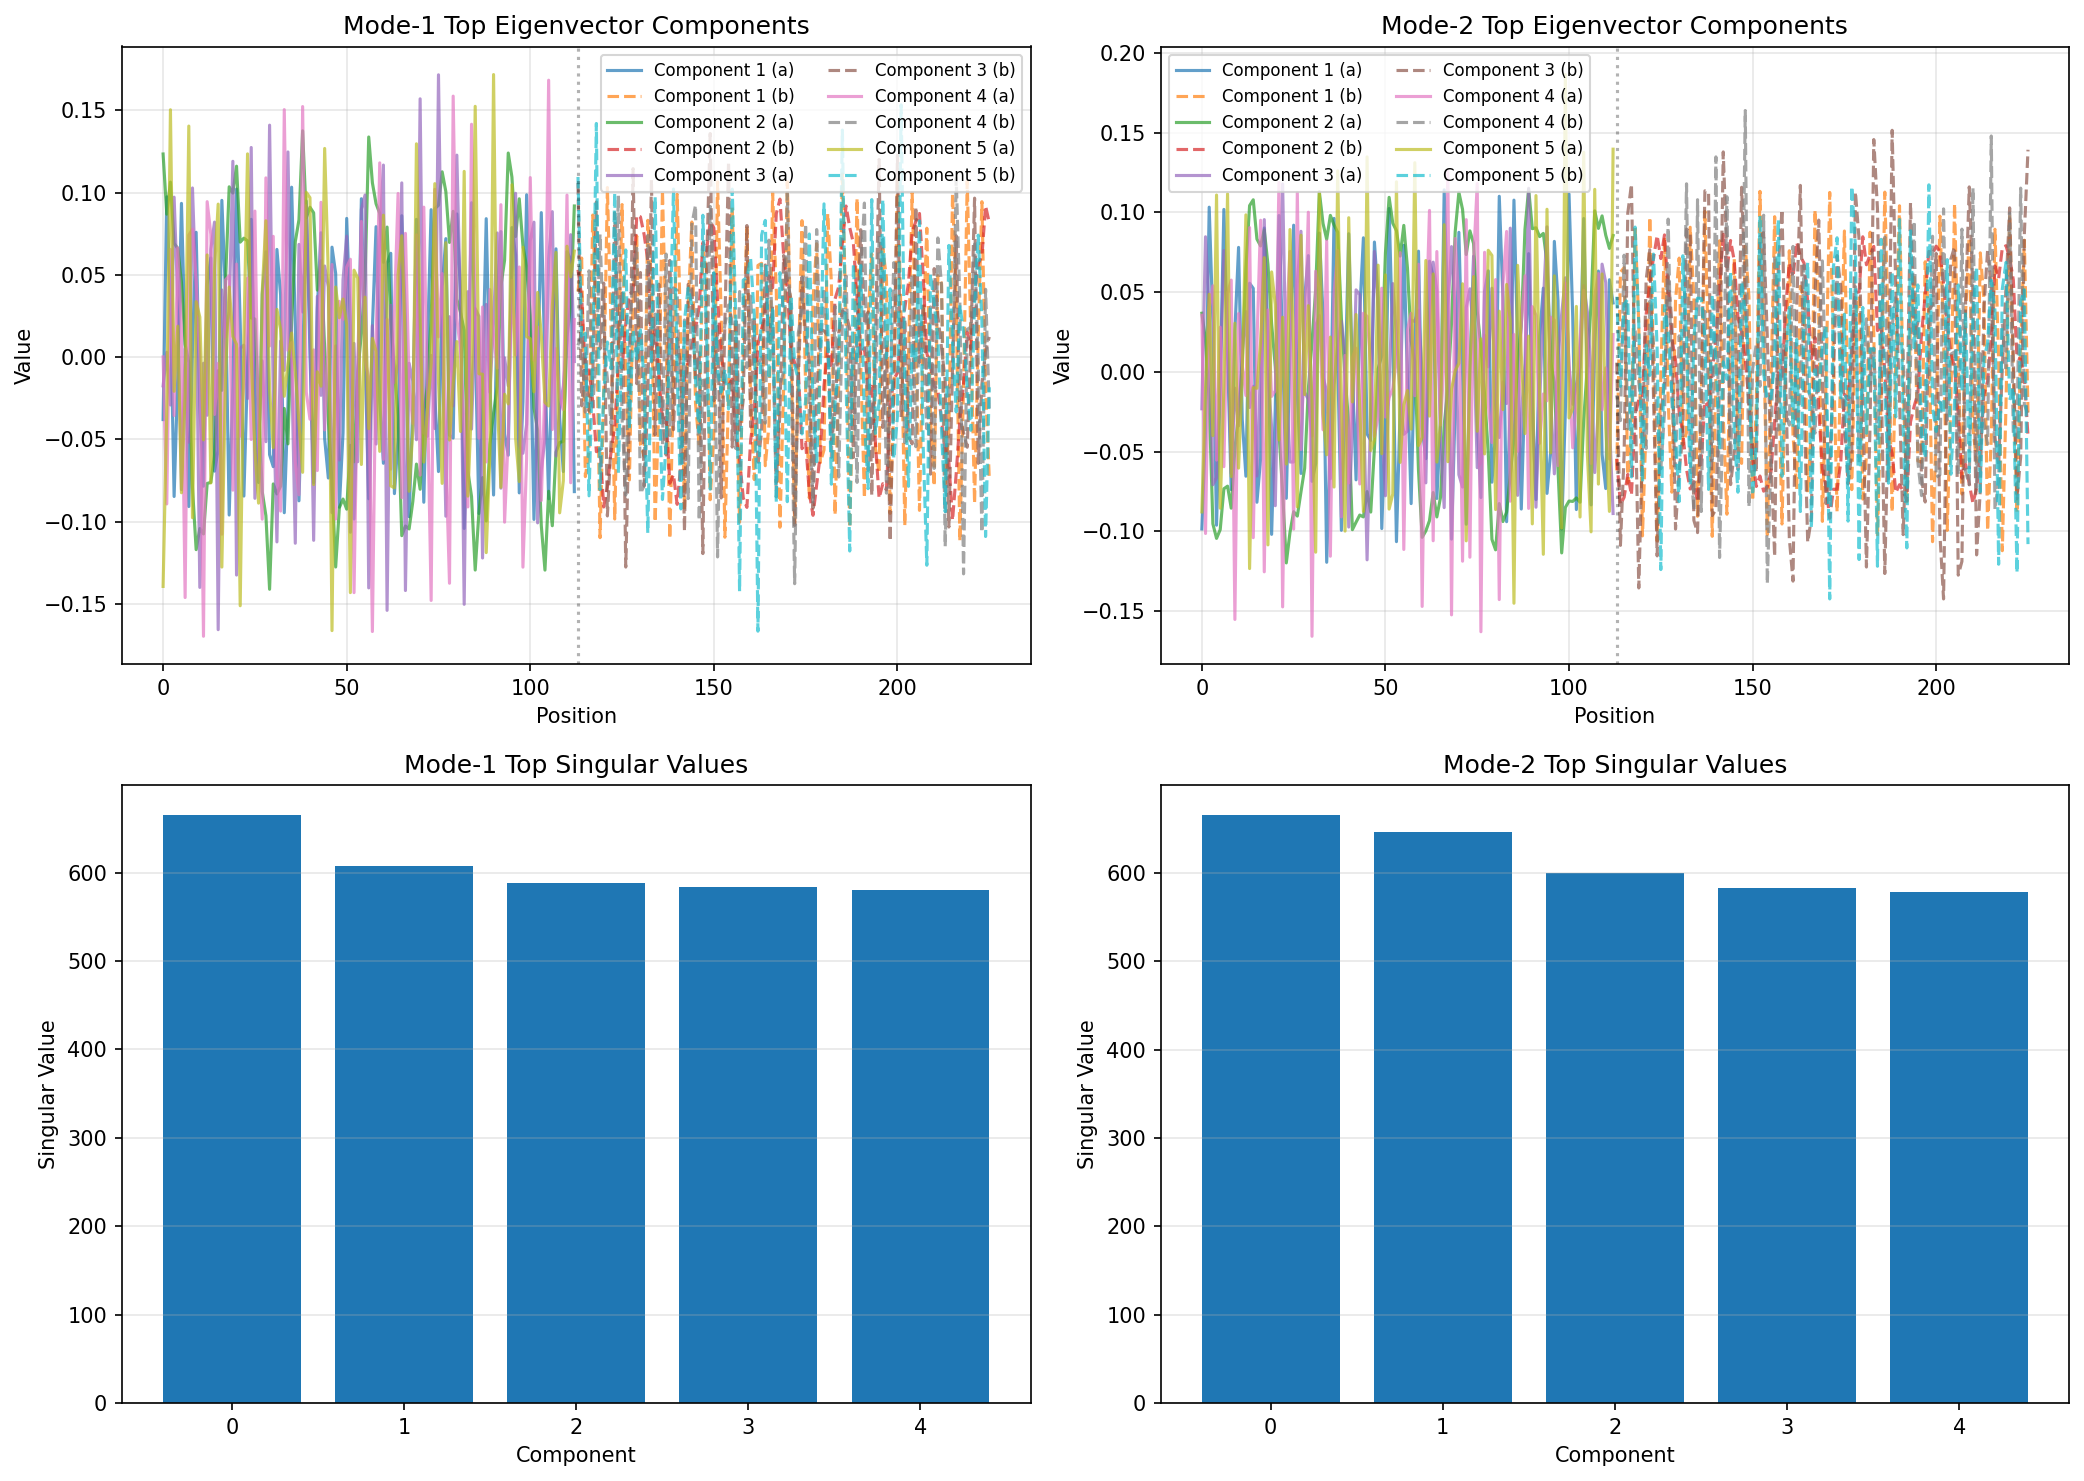 Mode-1 Top Eigenvector Components
Value
0.15
0.10
0.05
0.00
−0.05
−0.10
−0.15
Component 1 (a)
Component 1 (b)
Component 2 (a)
Component 2 (b)
Component 3 (a)
Component 3 (b)
Component 4 (a)
Component 4 (b)
Component 5 (a)
Component 5 (b)
0 50 100 150 200
Position
Mode-2 Top Eigenvector Components
Value
0.20
0.15
0.10
0.05
0.00
−0.05
−0.10
−0.15
Component 1 (a)
Component 1 (b)
Component 2 (a)
Component 2 (b)
Component 3 (a)
Component 3 (b)
Component 4 (a)
Component 4 (b)
Component 5 (a)
Component 5 (b)
0 50 100 150 200
Position
Mode-1 Top Singular Values
Singular Value
600
500
400
300
200
100
0
0 1 2 3 4
Component
Mode-2 Top Singular Values
Singular Value
600
500
400
300
200
100
0
0 1 2 3 4
Component